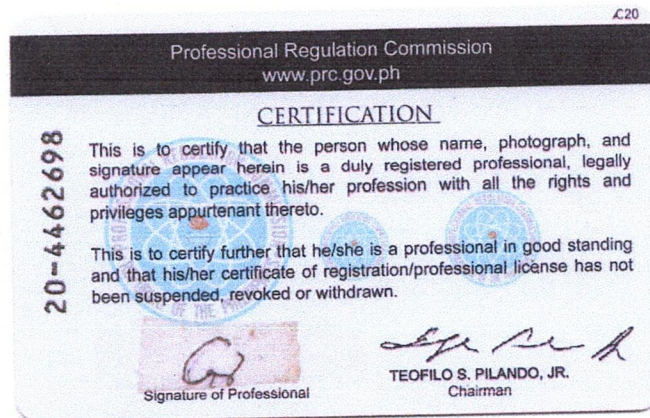 C20
Professional Regulation Commission
www.prc.gov.ph
CERTIFICATION
20-4462698
This is to certify that the person whose name, photograph, and
signature appear herein is a duly registered professional, legally
authorized to practice his/her profession with all the rights and
privileges appurtenant thereto.
This is to certify further that he/she is a professional in good standing
and that his/her certificate of registration/professional license has not
been suspended, revoked or withdrawn.
Signature of Professional
TEOFILO S. PILANDO, JR.
Chairman